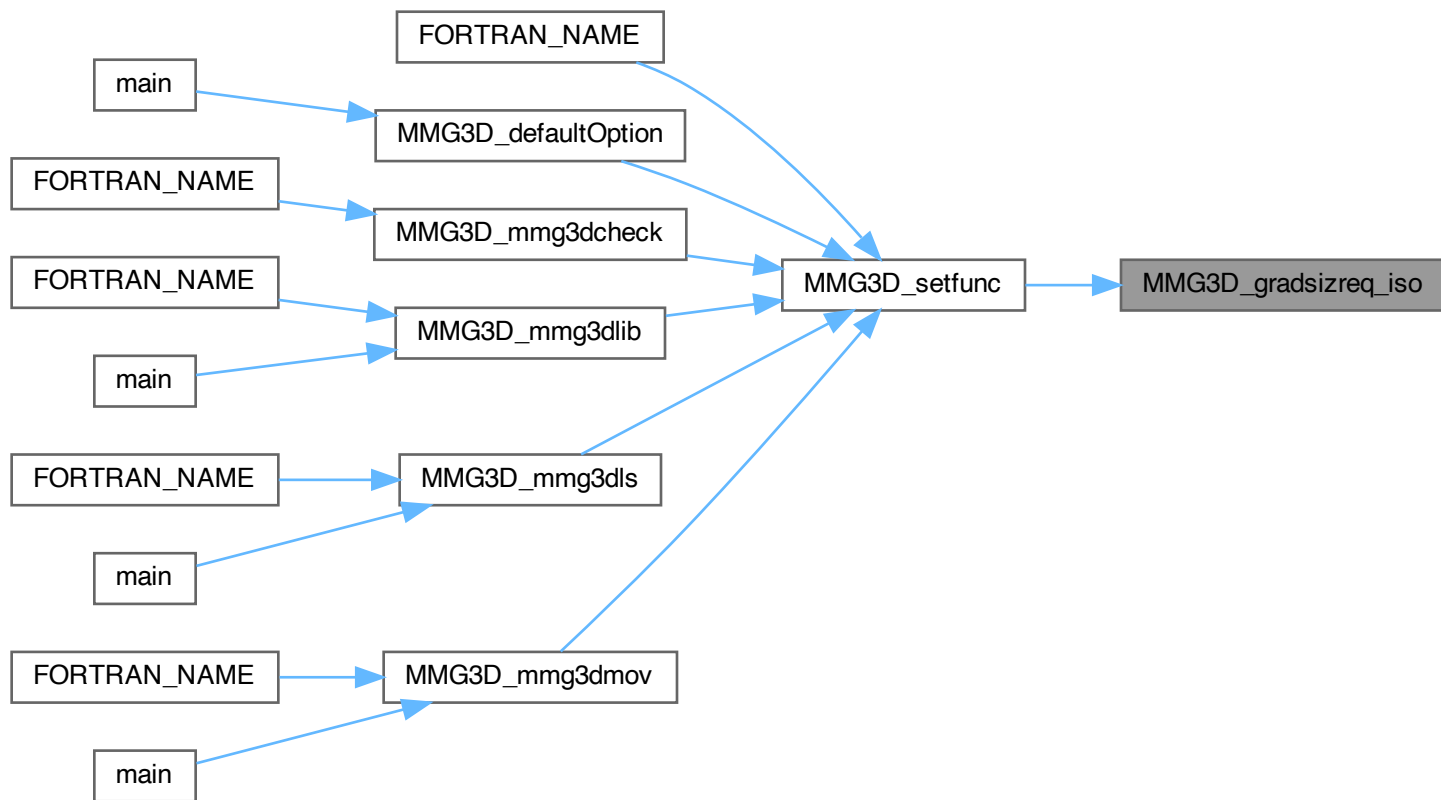 FORTRAN_NAME
main
MMG3D_defaultOption
FORTRAN_NAME
MMG3D_mmg3dcheck
FORTRAN_NAME
MMG3D_setfunc
MMG3D_gradsizreq_iso
MMG3D_mmg3dlib
main
FORTRAN_NAME
MMG3D_mmg3dls
main
FORTRAN_NAME
MMG3D_mmg3dmov
main